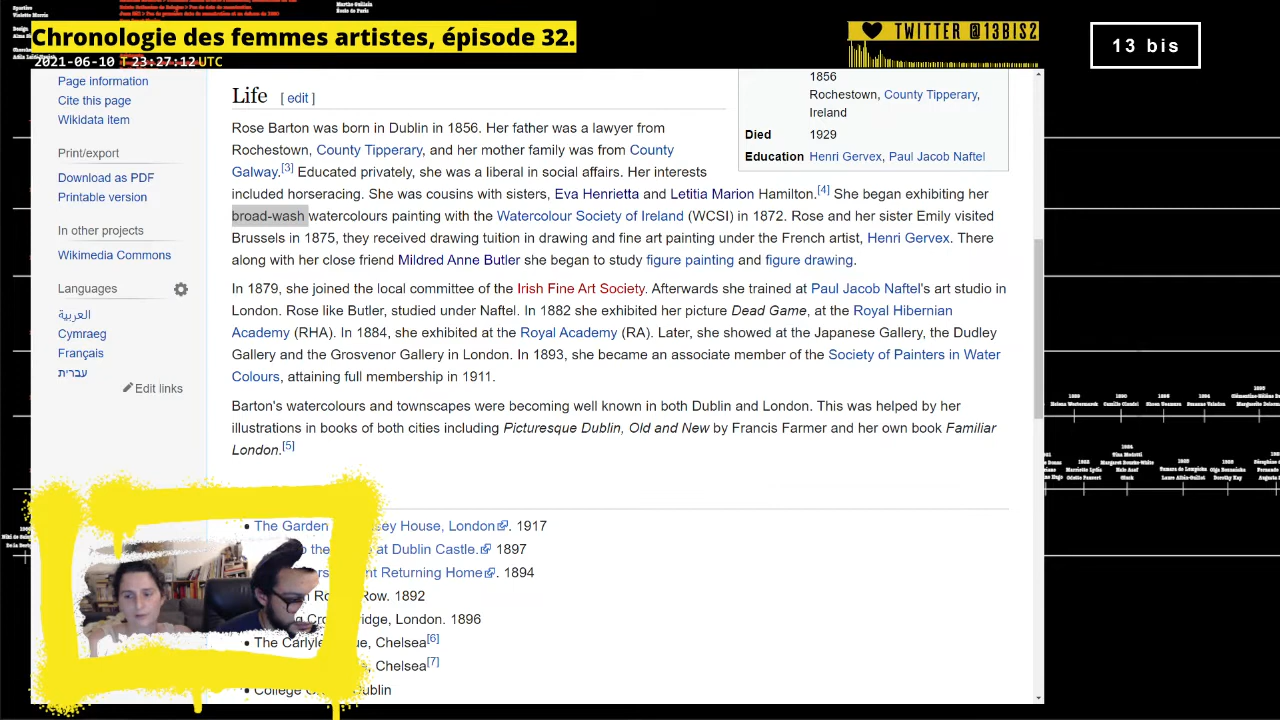 Sportive
Violette Morris
Martha Gulliain
École de Paris
Chronologie des femmes artistes, épisode 32.
2021-06-10 T 23:27:12 UTC
TWITTER @13BIS2
13 bis
Page information
Cite this page
Wikidata item
Print/export
Download as PDF
Printable version
In other projects
Wikimedia Commons
Languages
العربية
Cymraeg
Français
עברית
Edit links
Life [ edit ]
Rose Barton was born in Dublin in 1856. Her father was a lawyer from
Rochestown, County Tipperary, and her mother family was from County
Galway.[3] Educated privately, she was a liberal in social affairs. Her interests
included horseracing. She was cousins with sisters, Eva Henrietta and Letitia Marion Hamilton.[4] She began exhibiting her
broad-wash watercolours painting with the Watercolour Society of Ireland (WCSI) in 1872. Rose and her sister Emily visited
Brussels in 1875, they received drawing tuition in drawing and fine art painting under the French artist, Henri Gervex. There
along with her close friend Mildred Anne Butler she began to study figure painting and figure drawing.
In 1879, she joined the local committee of the Irish Fine Art Society. Afterwards she trained at Paul Jacob Naftel's art studio in
London. Rose like Butler, studied under Naftel. In 1882 she exhibited her picture Dead Game, at the Royal Hibernian
Academy (RHA). In 1884, she exhibited at the Royal Academy (RA). Later, she showed at the Japanese Gallery, the Dudley
Gallery and the Grosvenor Gallery in London. In 1893, she became an associate member of the Society of Painters in Water
Colours, attaining full membership in 1911.
Barton's watercolours and townscapes were becoming well known in both Dublin and London. This was helped by her
illustrations in books of both cities including Picturesque Dublin, Old and New by Francis Farmer and her own book Familiar
London.[5]
1856
Rochestown, County Tipperary,
Ireland
Died 1929
Education Henri Gervex, Paul Jacob Naftel
• The Garden sey House, London. 1917
the at Dublin Castle. 1897
nt Returning Home. 1894
Row. 1892
ridge, London. 1896
The Carlyle ue, Chelsea[6]
, Chelsea[7]
College Dublin